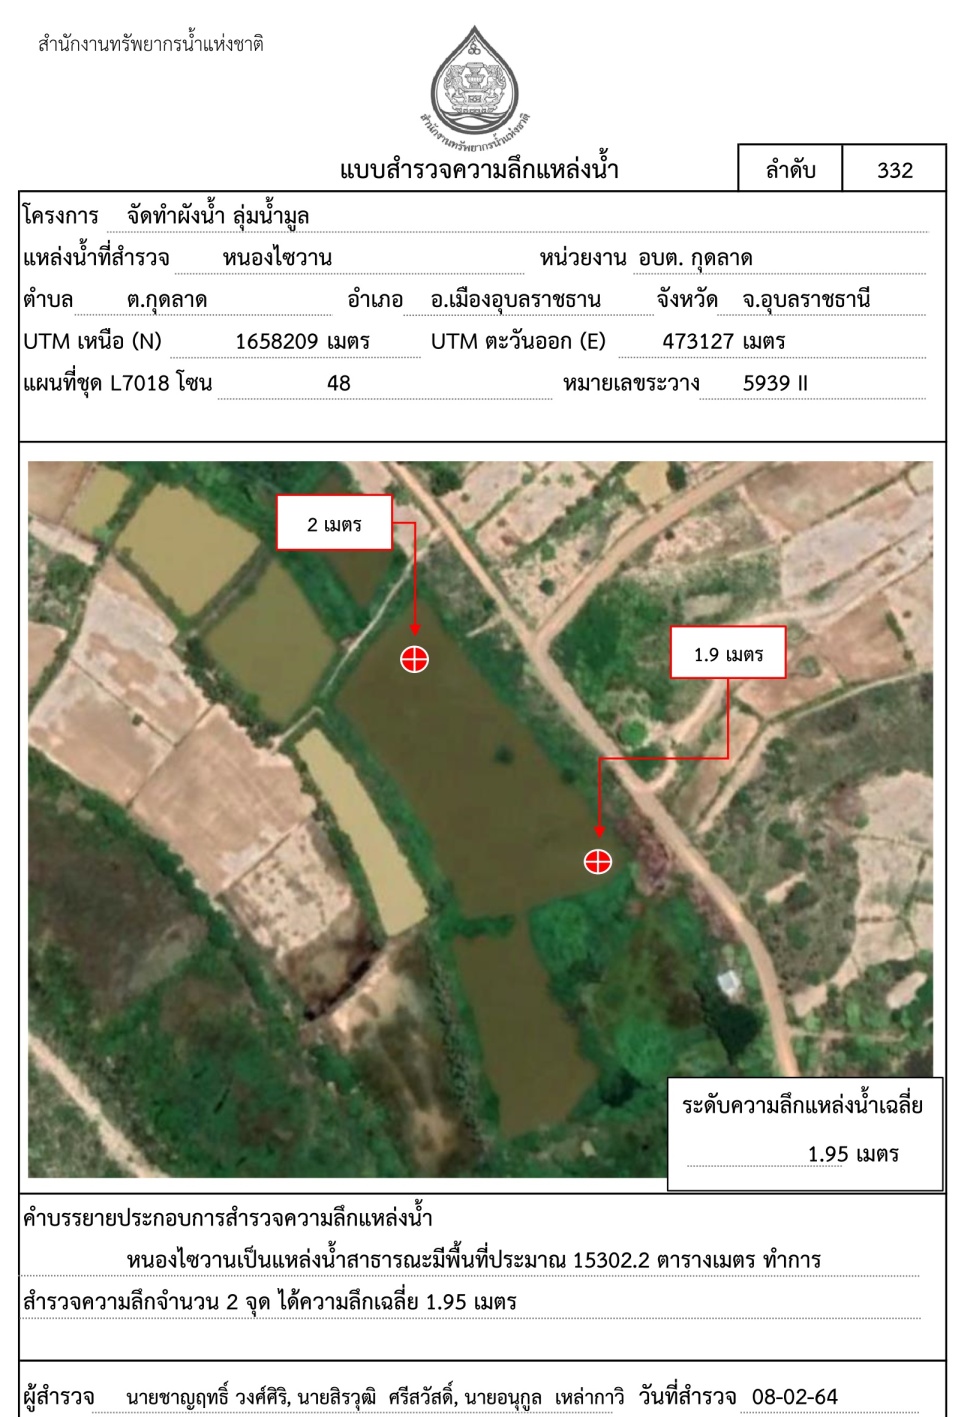 สำนักงานทรัพยากรน้ำแห่งชาติ
สำนักงานทรัพยากรน้ำแห่งชาติ
แบบสำรวจความลึกแหล่งน้ำ ลำดับ 332
โครงการ จัดทำผังน้ำ ลุ่มน้ำมูล
แหล่งน้ำที่สำรวจ หนองไซวาน หน่วยงาน อบต. กุดลาด
ตำบล ต.กุดลาด อำเภอ อ.เมืองอุบลราชธาน จังหวัด จ.อุบลราชธานี
UTM เหนือ (N) 1658209 เมตร UTM ตะวันออก (E) 473127 เมตร
แผนที่ชุด L7018 โซน 48 หมายเลขระวาง 5939 II
2 เมตร
1.9 เมตร
ระดับความลึกแหล่งน้ำเฉลี่ย
1.95 เมตร
คำบรรยายประกอบการสำรวจความลึกแหล่งน้ำ
หนองไซวานเป็นแหล่งน้ำสาธารณะมีพื้นที่ประมาณ 15302.2 ตารางเมตร ทำการ
สำรวจความลึกจำนวน 2 จุด ได้ความลึกเฉลี่ย 1.95 เมตร
ผู้สำรวจ นายชาญฤทธิ์ วงศ์ศิริ, นายสิรวุฒิ ศรีสวัสดิ์, นายอนุกูล เหล่ากาวิ วันที่สำรวจ 08-02-64